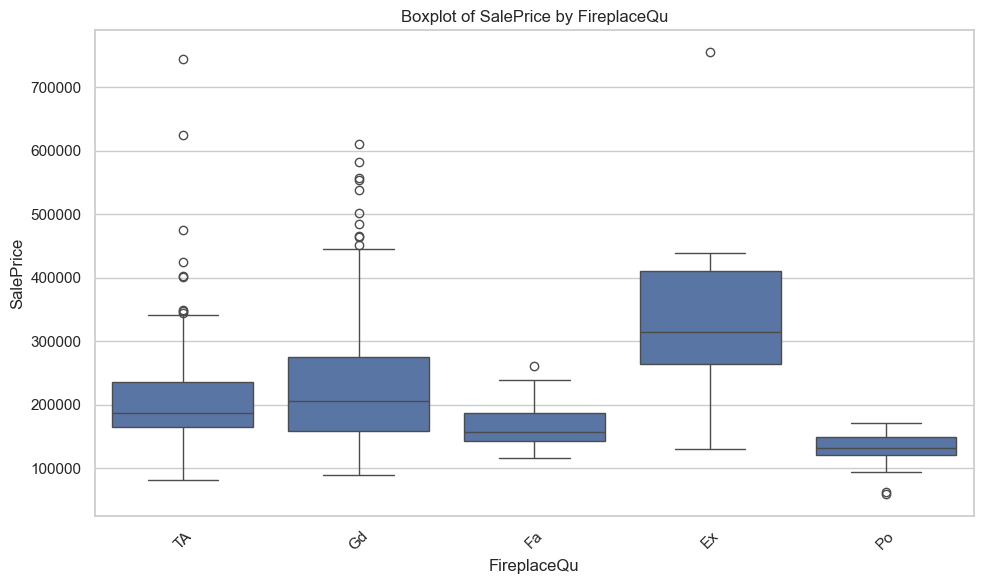 Boxplot of SalePrice by FireplaceQu
SalePrice
700000
600000
500000
400000
300000
200000
100000
TA
Gd
Fa
Ex
Po
FireplaceQu